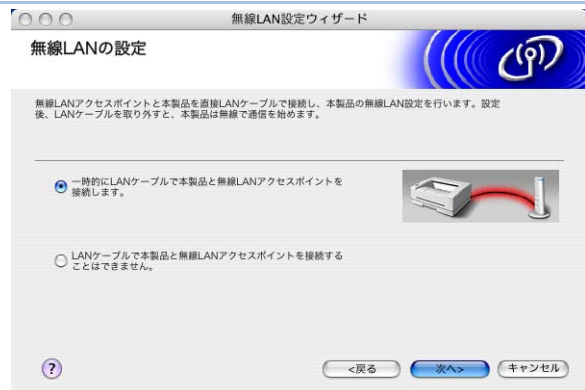 無線LAN設定ウィザード
無線LANの設定
無線LANアクセスポイントと本製品を直接LANケーブルで接続し、本製品の無線LAN設定を行います。設定
後、LANケーブルを取り外すと、本製品は無線で通信を始めます。
一時的にLANケーブルで本製品と無線LANアクセスポイントを
接続します。
LANケーブルで本製品と無線LANアクセスポイントを接続する
ことはできません。
?
<戻る
次へ>
キャンセル